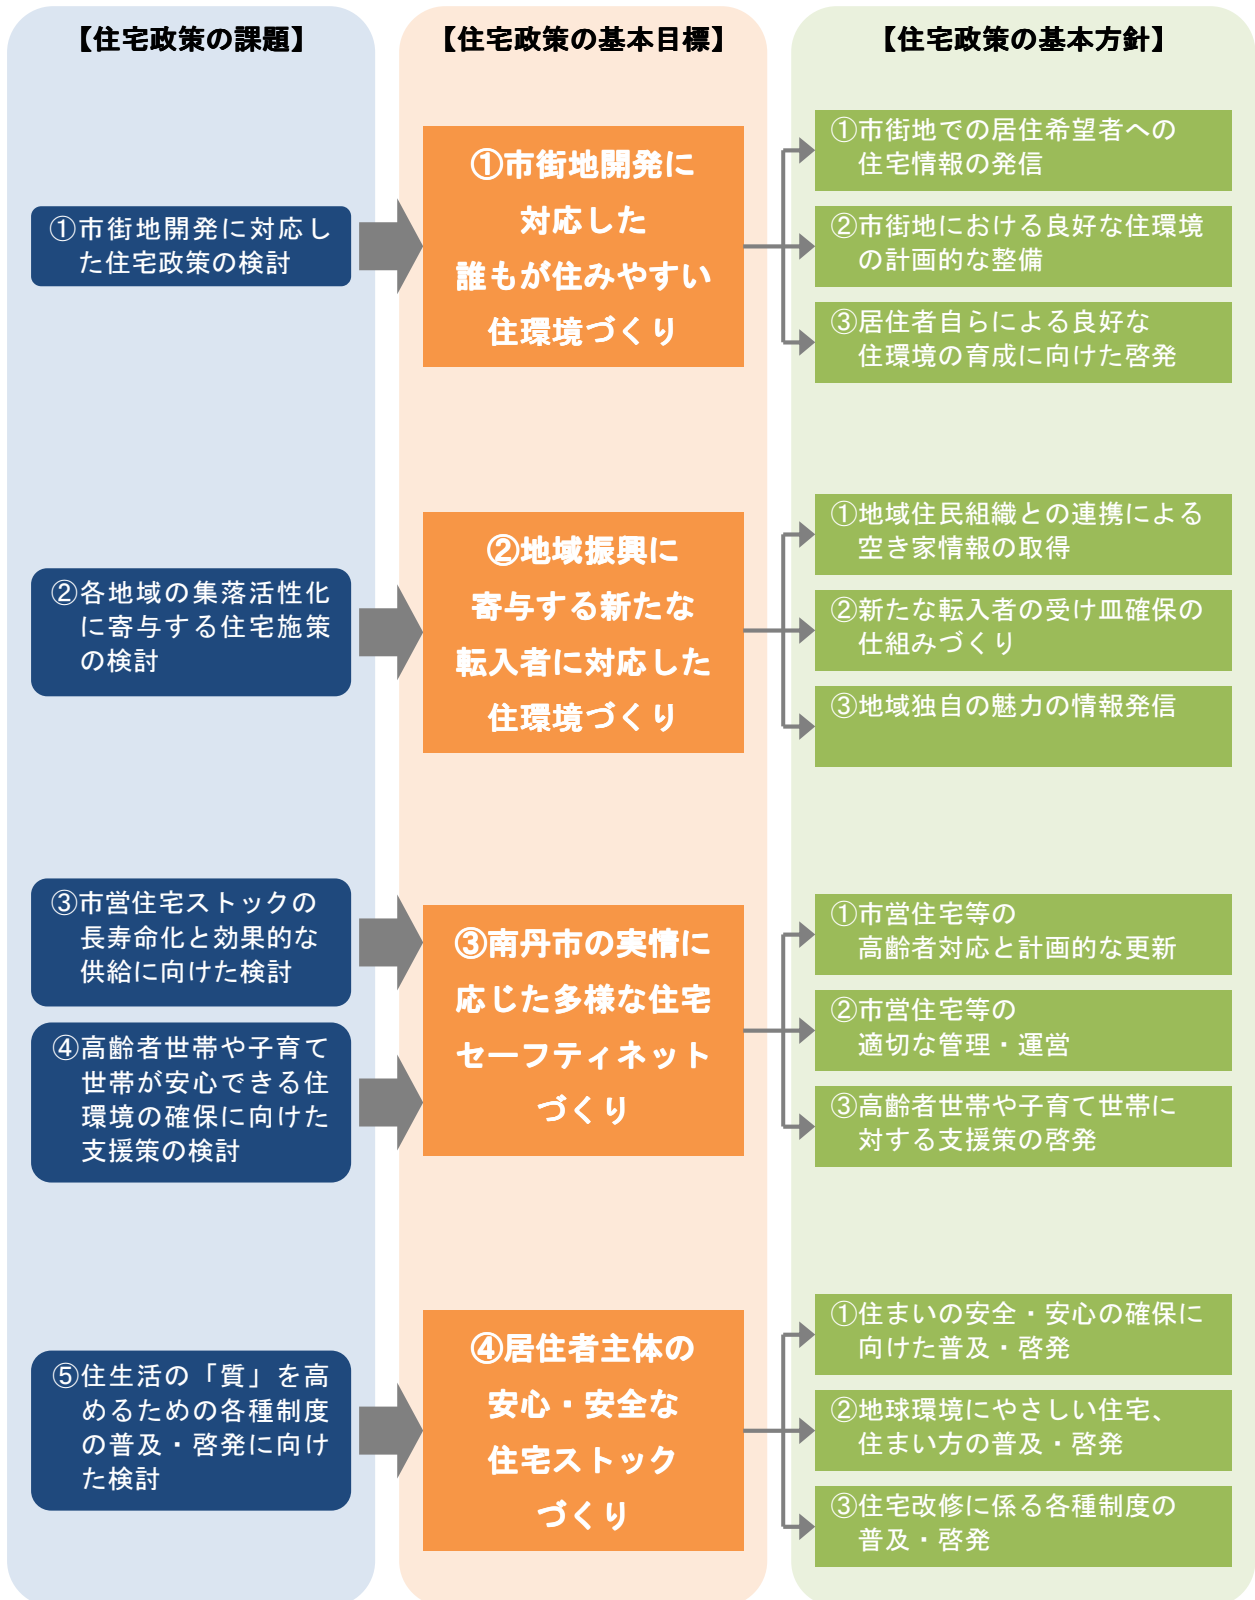 【住宅政策の課題】
①市街地開発に対応し
た住宅政策の検討
②各地域の集落活性化
に寄与する住宅施策
の検討
③市営住宅ストックの
長寿命化と効果的な
供給に向けた検討
④高齢者世帯や子育て
世帯が安心できる住
環境の確保に向けた
支援策の検討
⑤住生活の「質」を高
めるための各種制度
の普及・啓発に向け
た検討
【住宅政策の基本目標】
①市街地開発に
対応した
誰もが住みやすい
住環境づくり
②地域振興に
寄与する新たな
転入者に対応した
住環境づくり
③南丹市の実情に
応じた多様な住宅
セーフティネット
づくり
④居住者主体の
安心・安全な
住宅ストック
づくり
【住宅政策の基本方針】
①市街地での居住希望者への
住宅情報の発信
②市街地における良好な住環境
の計画的な整備
③居住者自らによる良好な
住環境の育成に向けた啓発
①地域住民組織との連携による
空き家情報の取得
②新たな転入者の受け皿確保の
仕組みづくり
③地域独自の魅力の情報発信
①市営住宅等の
高齢者対応と計画的な更新
②市営住宅等の
適切な管理・運営
③高齢者世帯や子育て世帯に
対する支援策の啓発
①住まいの安全・安心の確保に
向けた普及・啓発
②地球環境にやさしい住宅、
住まい方の普及・啓発
③住宅改修に係る各種制度の
普及・啓発